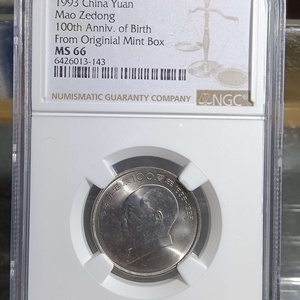 1993 China Yuan
Mao Zedong
100th Anniv. of Birth
From Originial Mint Box
MS 66
6426013-143
NUMISMATIC GUARANTY COMPANY
NGC